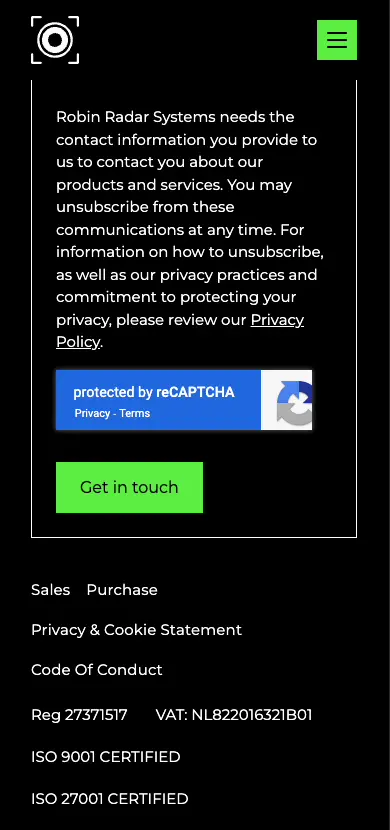 Robin Radar Systems needs the
contact information you provide to
us to contact you about our
products and services. You may
unsubscribe from these
communications at any time. For
information on how to unsubscribe,
as well as our privacy practices and
commitment to protecting your
privacy, please review our Privacy
Policy.
protected by reCAPTCHA
Privacy - Terms
Get in touch
Sales Purchase
Privacy & Cookie Statement
Code Of Conduct
Reg 27371517 VAT: NL822016321B01
ISO 9001 CERTIFIED
ISO 27001 CERTIFIED